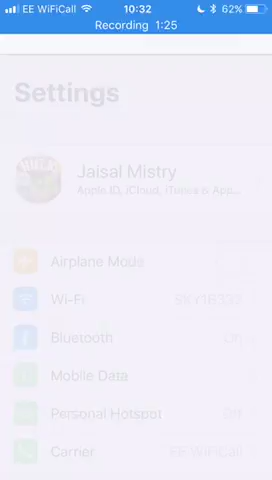 EE WiFiCall 10:32 62%
Recording 1:25
Settings
Jaisal Mistry
Apple ID, iCloud, iTunes & App...
Airplane Mode
Wi-Fi
Bluetooth On
Mobile Data
Personal Hotspot Off
Carrier EE WiFiCall